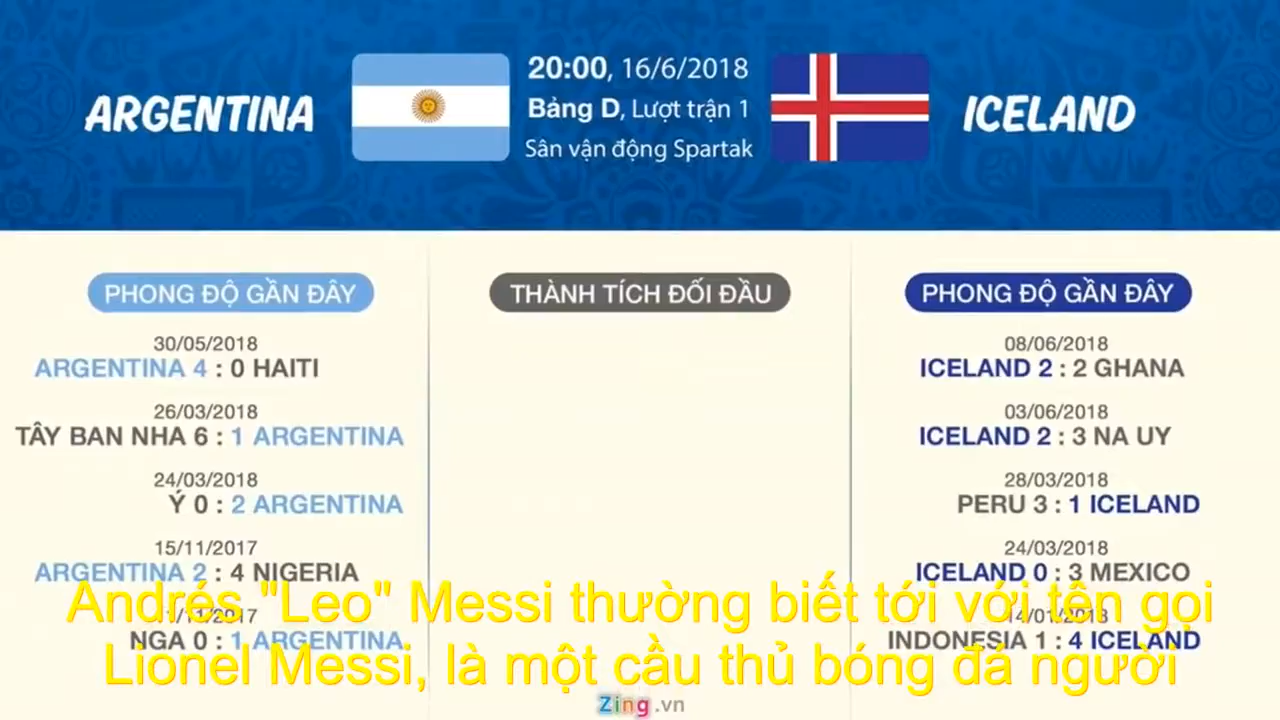 ARGENTINA
20:00, 16/6/2018
Bảng D, Lượt trận 1
Sân vận động Spartak
ICELAND
PHONG ĐỘ GẦN ĐÂY
30/05/2018
ARGENTINA 4 : 0 HAITI
26/03/2018
TÂY BAN NHA 6 : 1 ARGENTINA
24/03/2018
Ý 0 : 2 ARGENTINA
15/11/2017
ARGENTINA 2 : 4 NIGERIA
NGA 0 : 1 ARGENTINA
THÀNH TÍCH ĐỐI ĐẦU
PHONG ĐỘ GẦN ĐÂY
08/06/2018
ICELAND 2 : 2 GHANA
03/06/2018
ICELAND 2 : 3 NA UY
28/03/2018
PERU 3 : 1 ICELAND
24/03/2018
ICELAND 0 : 3 MEXICO
14/01/2018
INDONESIA 1 : 4 ICELAND
Andrés "Leo" Messi thường biết tới với tên gọi
Lionel Messi, là một cầu thủ bóng đá người
Zing.vn